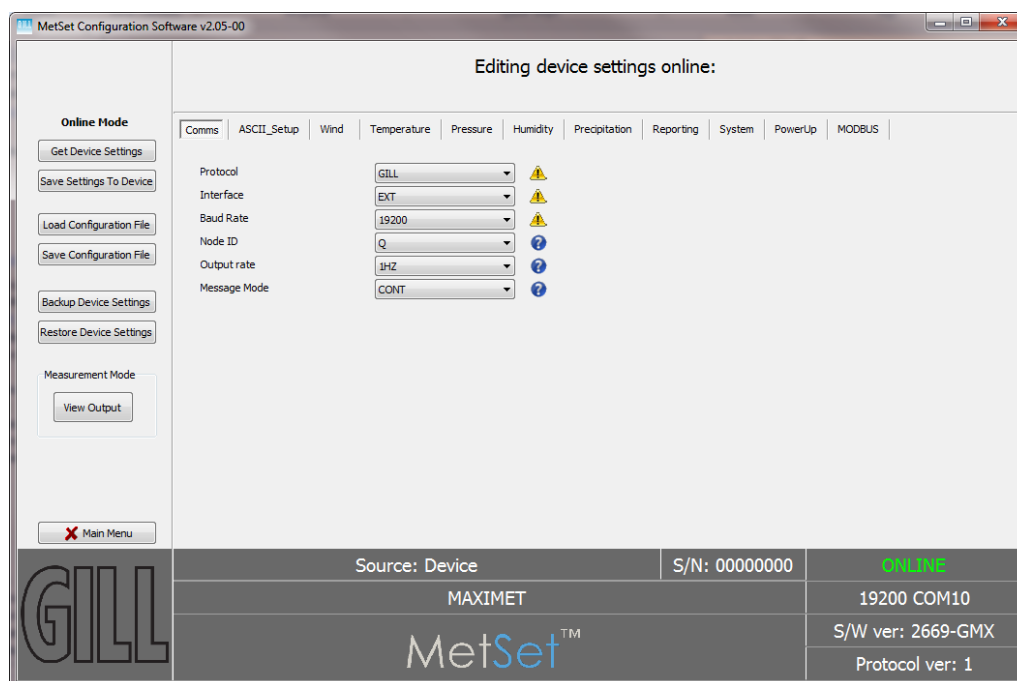 MetSet Configuration Software v2.05-00
Editing device settings online:
Online Mode
Get Device Settings
Save Settings To Device
Load Configuration File
Save Configuration File
Backup Device Settings
Restore Device Settings
Measurement Mode
View Output
Main Menu
Comms ASCII_Setup Wind Temperature Pressure Humidity Precipitation Reporting System PowerUp MODBUS
Protocol GILL
Interface EXT
Baud Rate 19200
Node ID Q
Output rate 1HZ
Message Mode CONT
GILL
Source: Device S/N: 00000000 ONLINE
MAXIMET 19200 COM10
MetSet™ S/W ver: 2669-GMX
Protocol ver: 1